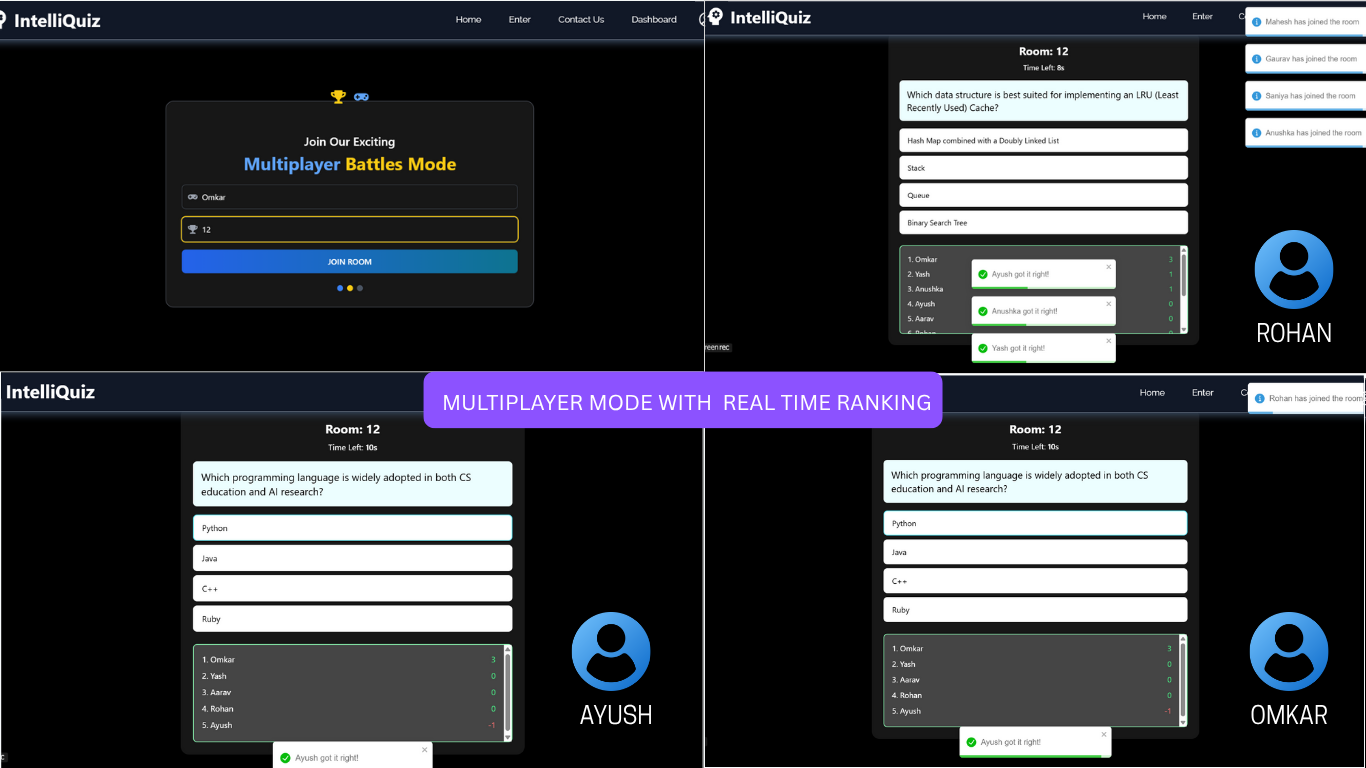 IntelliQuiz
Home Enter Contact Us Dashboard
Join Our Exciting
Multiplayer Battles Mode
Omkar
12
JOIN ROOM
IntelliQuiz
Home Enter
Mahesh has joined the room
Gaurav has joined the room
Saniya has joined the room
Anushka has joined the room
Room: 12
Time Left: 8s
Which data structure is best suited for implementing an LRU (Least
Recently Used) Cache?
Hash Map combined with a Doubly Linked List
Stack
Queue
Binary Search Tree
1. Omkar 3
2. Yash 1
3. Anushka 1
4. Ayush 0
5. Aarav 0
Ayush got it right!
Anushka got it right!
Yash got it right!
ROHAN
MULTIPLAYER MODE WITH REAL TIME RANKING
IntelliQuiz
Room: 12
Time Left: 10s
Which programming language is widely adopted in both CS
education and AI research?
Python
Java
C++
Ruby
1. Omkar 3
2. Yash 0
3. Aarav 0
4. Rohan 0
5. Ayush -1
Ayush got it right!
AYUSH
Home Enter
Rohan has joined the room
Room: 12
Time Left: 10s
Which programming language is widely adopted in both CS
education and AI research?
Python
Java
C++
Ruby
1. Omkar 3
2. Yash 0
3. Aarav 0
4. Rohan 0
5. Ayush -1
Ayush got it right!
OMKAR